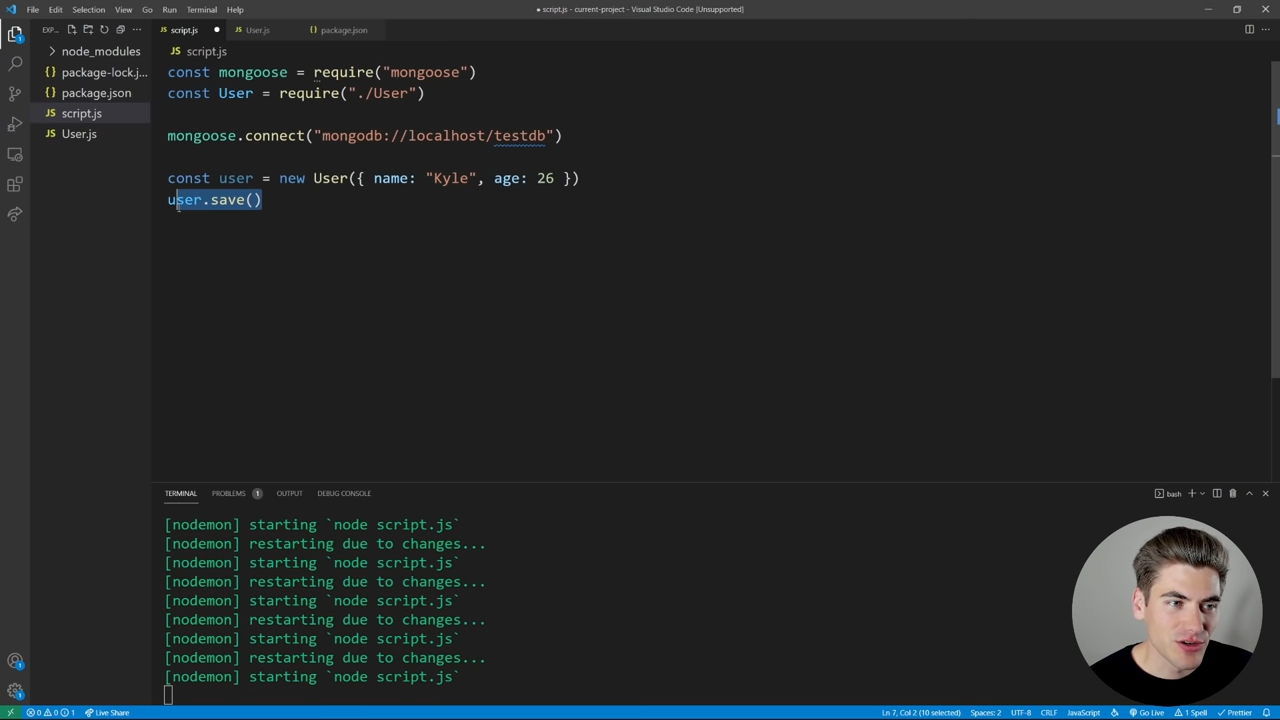 File Edit Selection View Go Run Terminal Help
● script.js - current-project - Visual Studio Code [Unsupported]
EXP...
script.js ●
User.js
package.json
node_modules
package-lock.j...
package.json
script.js
User.js
script.js
const mongoose = require("mongoose")
const User = require("./User")
mongoose.connect("mongodb://localhost/testdb")
const user = new User({ name: "Kyle", age: 26 })
user.save()
TERMINAL PROBLEMS 1 OUTPUT DEBUG CONSOLE
bash
[nodemon] starting `node script.js`
[nodemon] restarting due to changes...
[nodemon] starting `node script.js`
[nodemon] restarting due to changes...
[nodemon] starting `node script.js`
[nodemon] restarting due to changes...
[nodemon] starting `node script.js`
[nodemon] restarting due to changes...
[nodemon] starting `node script.js`
0 0 1 Live Share
Ln 7, Col 2 (10 selected) Spaces: 2 UTF-8 CRLF JavaScript Go Live 1 Spell Prettier